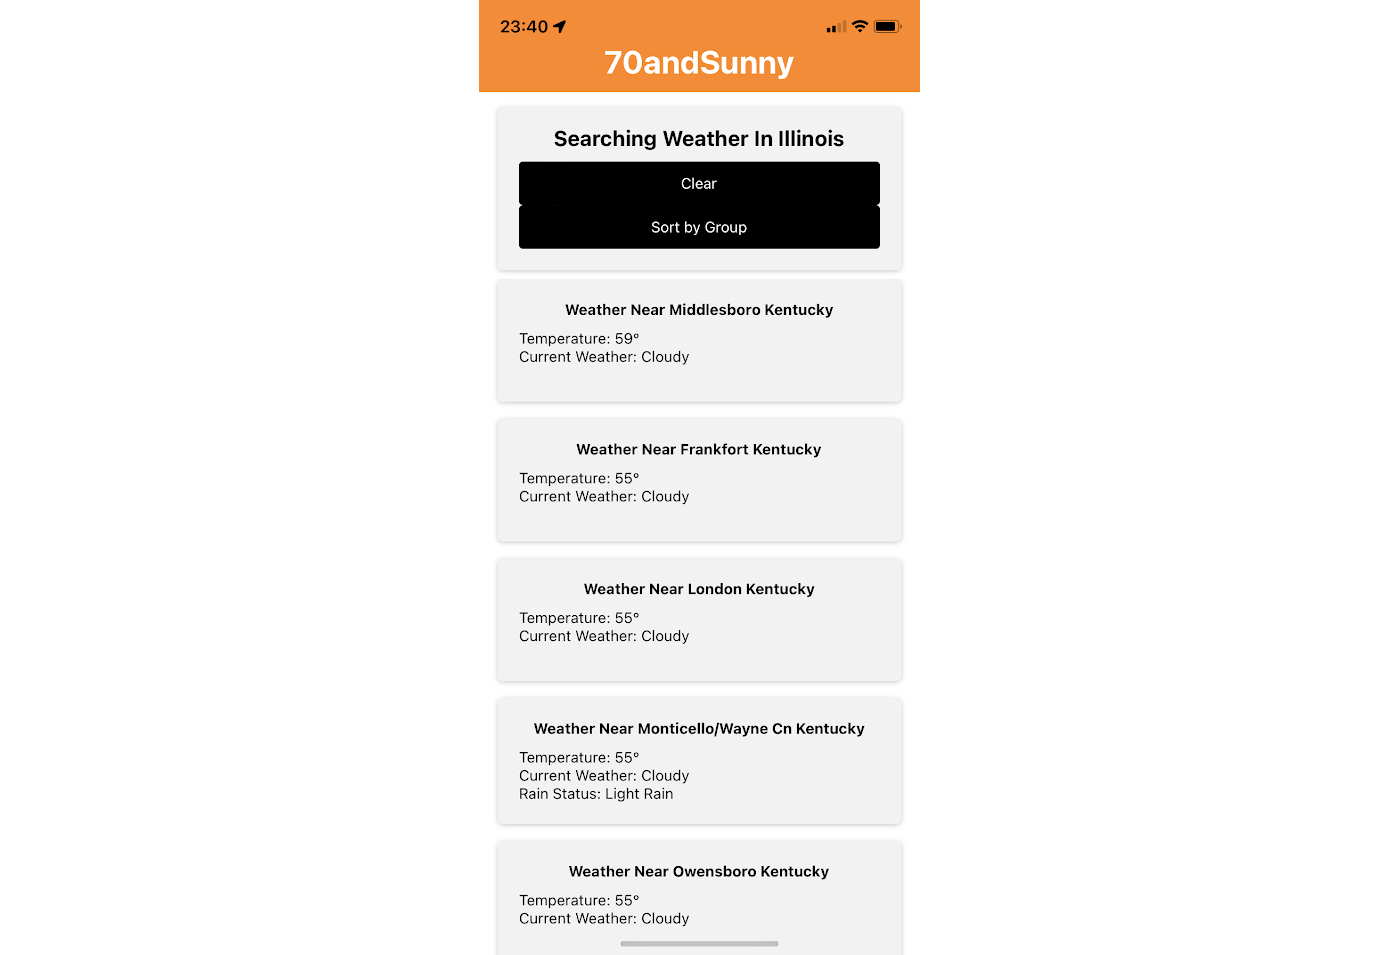 23:40
70andSunny
Searching Weather In Illinois
Clear
Sort by Group
Weather Near Middlesboro Kentucky
Temperature: 59°
Current Weather: Cloudy
Weather Near Frankfort Kentucky
Temperature: 55°
Current Weather: Cloudy
Weather Near London Kentucky
Temperature: 55°
Current Weather: Cloudy
Weather Near Monticello/Wayne Cn Kentucky
Temperature: 55°
Current Weather: Cloudy
Rain Status: Light Rain
Weather Near Owensboro Kentucky
Temperature: 55°
Current Weather: Cloudy